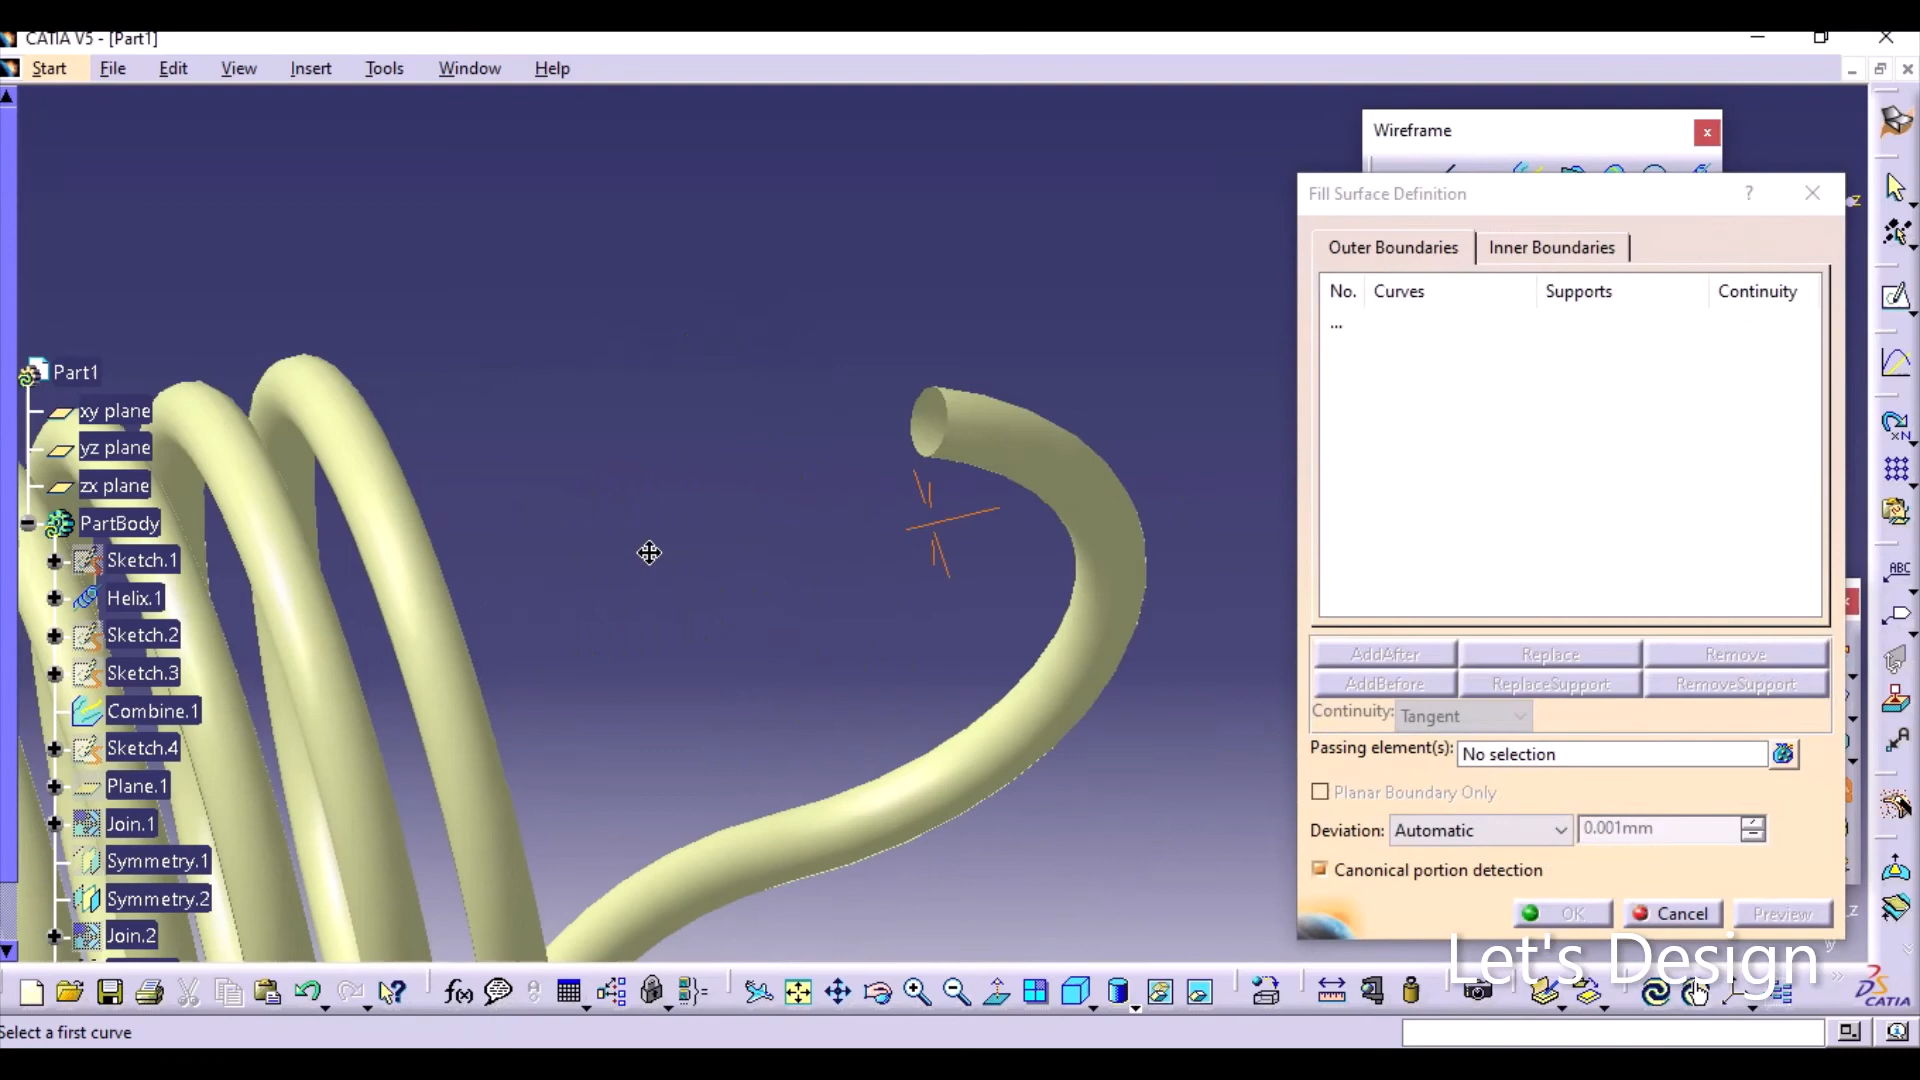 CATIA V5 - [Part1]
Start File Edit View Insert Tools Window Help
Wireframe
Fill Surface Definition
Outer Boundaries Inner Boundaries
No. Curves Supports Continuity
...
AddAfter Replace Remove
AddBefore ReplaceSupport RemoveSupport
Continuity: Tangent
Passing element(s): No selection
Planar Boundary Only
Deviation: Automatic 0.001mm
Canonical portion detection
OK Cancel Preview
Part1
xy plane
yz plane
zx plane
PartBody
Sketch.1
Helix.1
Sketch.2
Sketch.3
Combine.1
Sketch.4
Plane.1
Join.1
Symmetry.1
Symmetry.2
Join.2
Let's Design
CATIA
Select a first curve